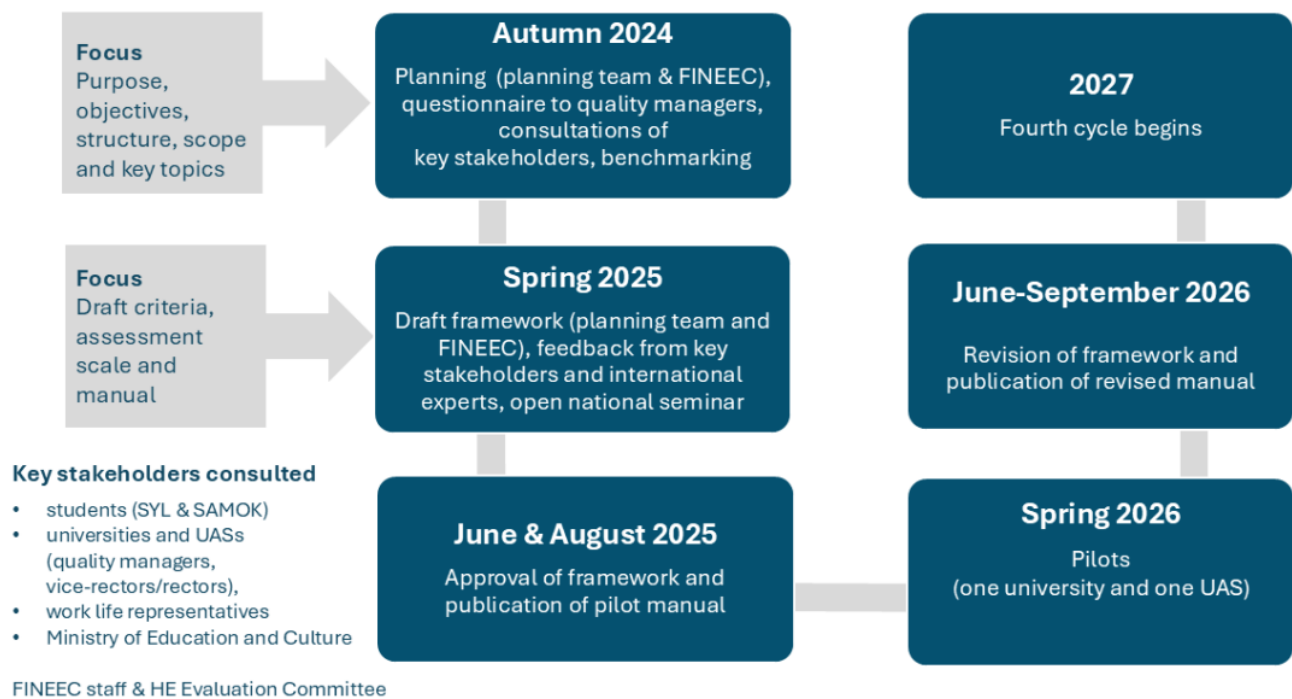 Focus
Purpose,
objectives,
structure, scope
and key topics
Autumn 2024
Planning (planning team & FINEEC),
questionnaire to quality managers,
consultations of
key stakeholders, benchmarking
Focus
Draft criteria,
assessment
scale and
manual
Spring 2025
Draft framework (planning team and
FINEEC), feedback from key
stakeholders and international
experts, open national seminar
Key stakeholders consulted
• students (SYL & SAMOK)
• universities and UASs
(quality managers,
vice-rectors/rectors),
• work life representatives
• Ministry of Education and Culture
FINEEC staff & HE Evaluation Committee
June & August 2025
Approval of framework and
publication of pilot manual
Spring 2026
Pilots
(one university and one UAS)
June-September 2026
Revision of framework and
publication of revised manual
2027
Fourth cycle begins